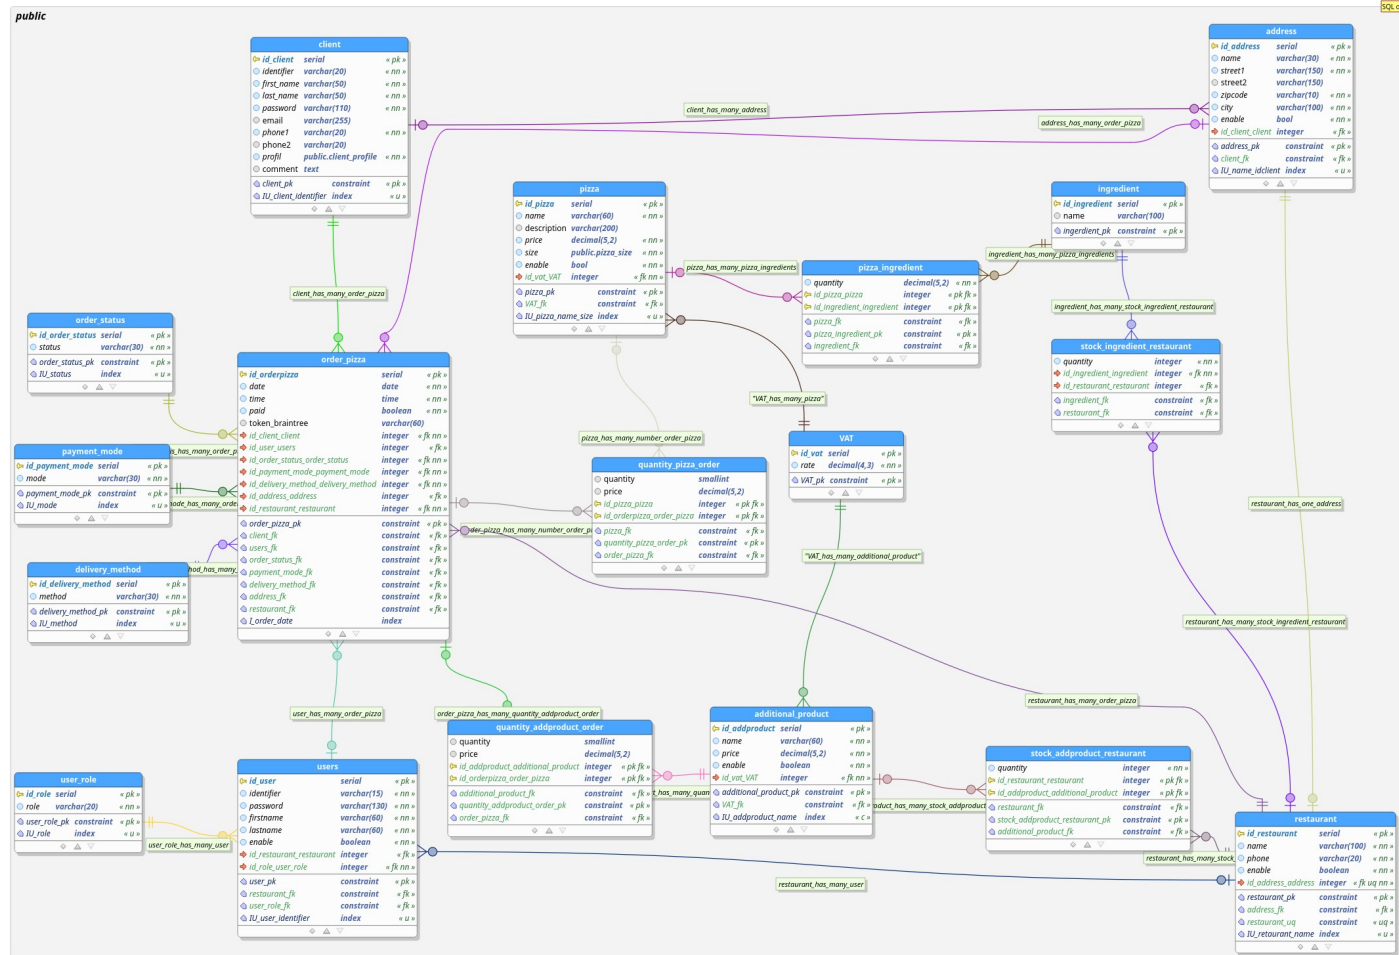 public
SQL
client
id_client serial « pk »
identifier varchar(20) « nn »
first_name varchar(50) « nn »
last_name varchar(50) « nn »
password varchar(110) « nn »
email varchar(255)
phone1 varchar(20) « nn »
phone2 varchar(20)
profil public.client_profile « nn »
comment text
client_pk constraint « pk »
IU_client_identifier index « u »
address
id_address serial « pk »
name varchar(30) « nn »
street1 varchar(150) « nn »
street2 varchar(150)
zipcode varchar(10) « nn »
city varchar(100) « nn »
enable bool « nn »
id_client_client integer « fk »
address_pk constraint « pk »
client_fk constraint « fk »
IU_name_idclient index « u »
client_has_many_address
address_has_many_order_pizza
pizza
id_pizza serial « pk »
name varchar(60) « nn »
description varchar(200)
price decimal(5,2) « nn »
size public.pizza_size « nn »
enable bool « nn »
id_vat_VAT integer « fk nn »
pizza_pk constraint « pk »
VAT_fk constraint « fk »
IU_pizza_name_size index « u »
ingredient
id_ingredient serial « pk »
name varchar(100)
ingerdient_pk constraint « pk »
ingredient_has_many_pizza_ingredients
pizza_has_many_pizza_ingredients
pizza_ingredient
quantity decimal(5,2) « nn »
id_pizza_pizza integer « pk fk »
id_ingredient_ingredient integer « pk fk »
pizza_fk constraint « fk »
pizza_ingredient_pk constraint « pk »
ingredient_fk constraint « fk »
client_has_many_order_pizza
ingredient_has_many_stock_ingredient_restaurant
order_status
id_order_status serial « pk »
status varchar(30) « nn »
order_status_pk constraint « pk »
IU_status index « u »
stock_ingredient_restaurant
quantity integer « nn »
id_ingredient_ingredient integer « fk nn »
id_restaurant_restaurant integer « fk nn »
ingredient_fk constraint « fk »
restaurant_fk constraint « fk »
order_pizza
id_orderpizza serial « pk »
date date « nn »
time time « nn »
paid boolean « nn »
token_braintree varchar(60)
id_client_client integer « fk nn »
id_user_users integer « fk »
id_order_status_order_status integer « fk nn »
id_payment_mode_payment_mode integer « fk nn »
id_delivery_method_delivery_method integer « fk nn »
id_address_address integer « fk »
id_restaurant_restaurant integer « fk nn »
order_pizza_pk constraint « pk »
client_fk constraint « fk »
users_fk constraint « fk »
order_status_fk constraint « fk »
payment_mode_fk constraint « fk »
delivery_method_fk constraint « fk »
address_fk constraint « fk »
restaurant_fk constraint « fk »
I_order_date index
"VAT_has_many_pizza"
pizza_has_many_number_order_pizza
VAT
id_vat serial « pk »
rate decimal(4,3) « nn »
VAT_pk constraint « pk »
payment_mode
id_payment_mode serial « pk »
mode varchar(30) « nn »
payment_mode_pk constraint « pk »
IU_mode index « u »
quantity_pizza_order
quantity smallint
price decimal(5,2)
id_pizza_pizza integer « pk fk »
id_orderpizza_order_pizza integer « pk fk »
pizza_fk constraint « fk »
quantity_pizza_order_pk constraint « pk »
order_pizza_fk constraint « fk »
restaurant_has_one_address
"VAT_has_many_additional_product"
delivery_method
id_delivery_method serial « pk »
method varchar(30) « nn »
delivery_method_pk constraint « pk »
IU_method index « u »
restaurant_has_many_stock_ingredient_restaurant
restaurant_has_many_order_pizza
user_has_many_order_pizza
order_pizza_has_many_quantity_addproduct_order
quantity_addproduct_order
quantity smallint
price decimal(5,2)
id_addproduct_additional_product integer « pk fk »
id_orderpizza_order_pizza integer « pk fk »
additional_product_fk constraint « fk »
quantity_addproduct_order_pk constraint « pk »
order_pizza_fk constraint « fk »
additional_product
id_addproduct serial « pk »
name varchar(60) « nn »
price decimal(5,2) « nn »
enable boolean « nn »
id_vat_VAT integer « fk nn »
additional_product_pk constraint « pk »
VAT_fk constraint « fk »
IU_addproduct_name index « c »
stock_addproduct_restaurant
quantity integer « nn »
id_restaurant_restaurant integer « pk fk »
id_addproduct_additional_product integer « pk fk »
restaurant_fk constraint « fk »
stock_addproduct_restaurant_pk constraint « pk »
additional_product_fk constraint « fk »
user_role
id_role serial « pk »
role varchar(20) « nn »
user_role_pk constraint « pk »
IU_role index « u »
user_role_has_many_user
users
id_user serial « pk »
identifier varchar(15) « nn »
password varchar(130) « nn »
firstname varchar(60) « nn »
lastname varchar(60) « nn »
enable boolean « nn »
id_restaurant_restaurant integer « fk »
id_role_user_role integer « fk nn »
user_pk constraint « pk »
restaurant_fk constraint « fk »
user_role_fk constraint « fk »
IU_user_identifier index « u »
restaurant_has_many_user
restaurant_has_many_stock_
restaurant
id_restaurant serial « pk »
name varchar(100) « nn »
phone varchar(20) « nn »
enable boolean « nn »
id_address_address integer « fk uq nn »
restaurant_pk constraint « pk »
address_fk constraint « fk »
restaurant_uq constraint « uq »
IU_retaurant_name index « u »